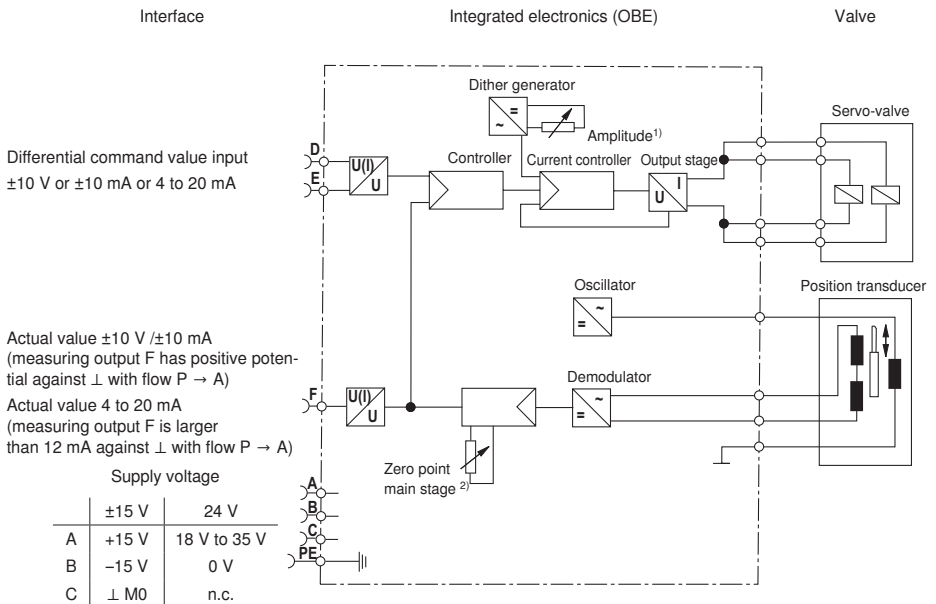 Interface
Integrated electronics (OBE)
Valve
Dither generator
=
~
Amplitude1)
Servo-valve
Differential command value input
±10 V or ±10 mA or 4 to 20 mA
D
E
U(I)
U
Controller
Current controller
Output stage
I
U
Oscillator
~
=
Position transducer
Actual value ±10 V /±10 mA
(measuring output F has positive poten-
tial against ⊥ with flow P → A)
Actual value 4 to 20 mA
(measuring output F is larger
than 12 mA against ⊥ with flow P → A)
F
U(I)
U
Demodulator
~
=
Zero point
main stage 2)
Supply voltage
±15 V 24 V
A +15 V 18 V to 35 V
B –15 V 0 V
C ⊥ M0 n.c.
A
B
C
PE